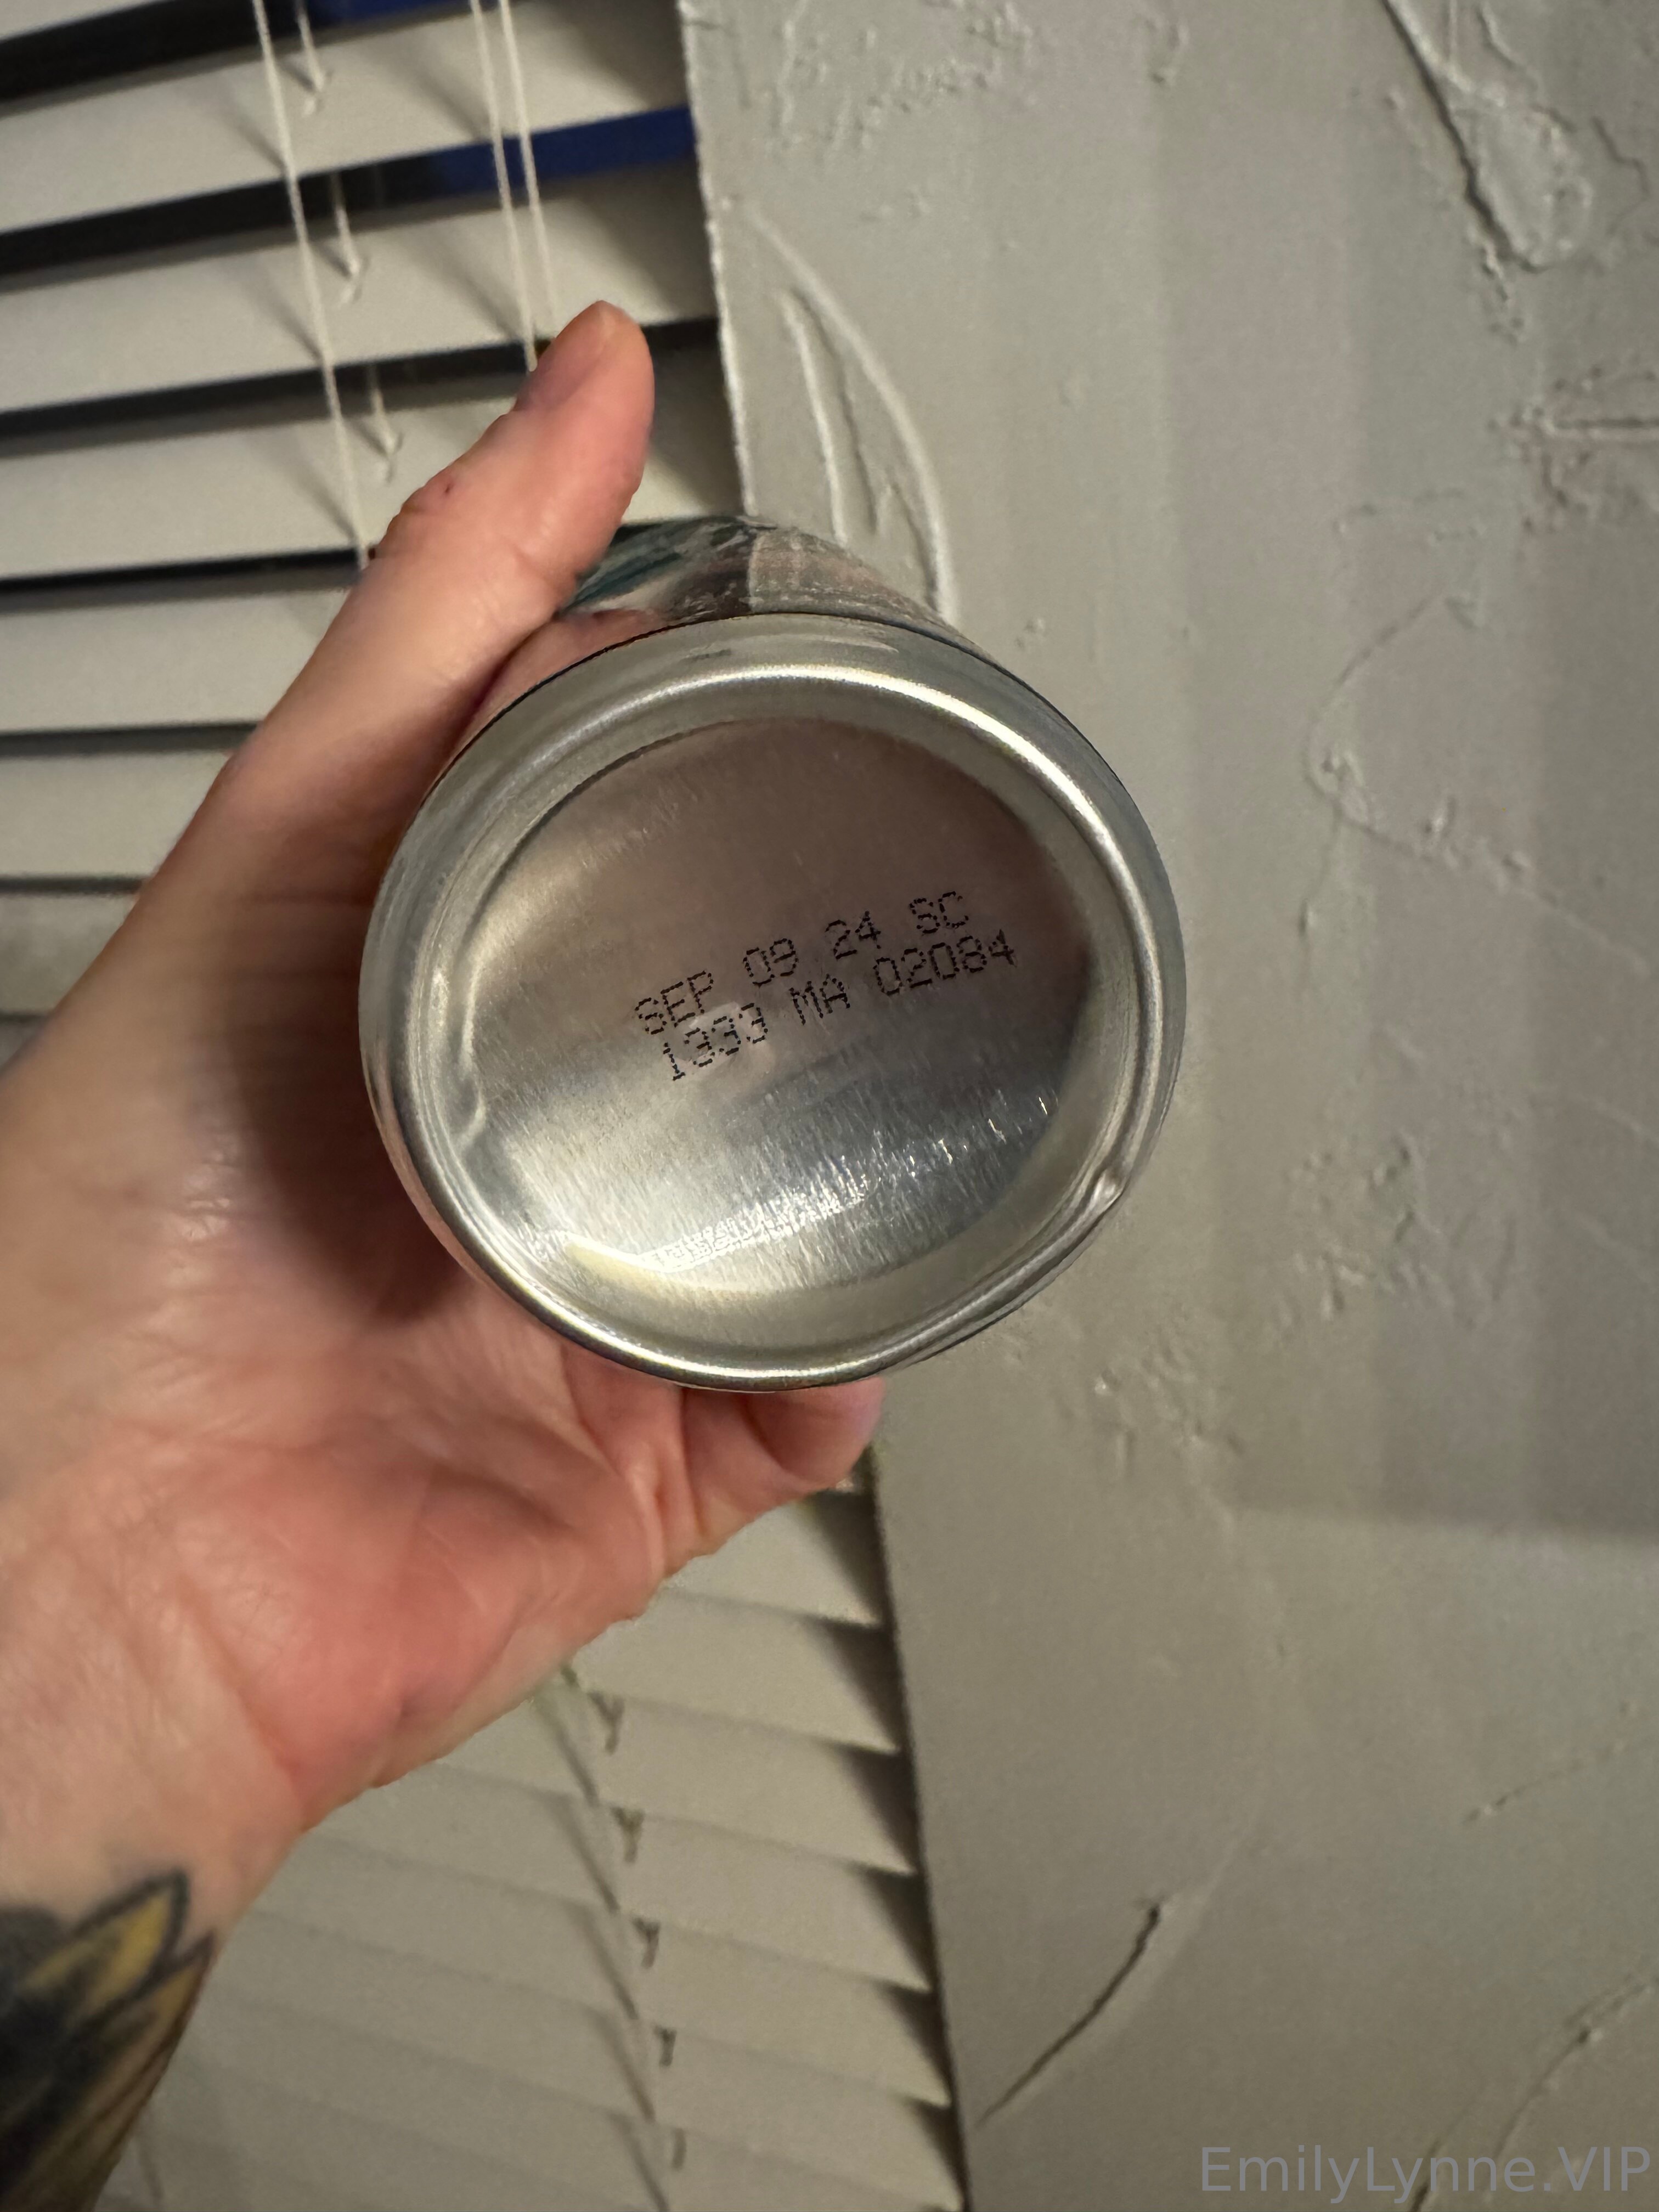 SEP 09 24 SC
1333 MA 02084
EmilyLynne.VIP